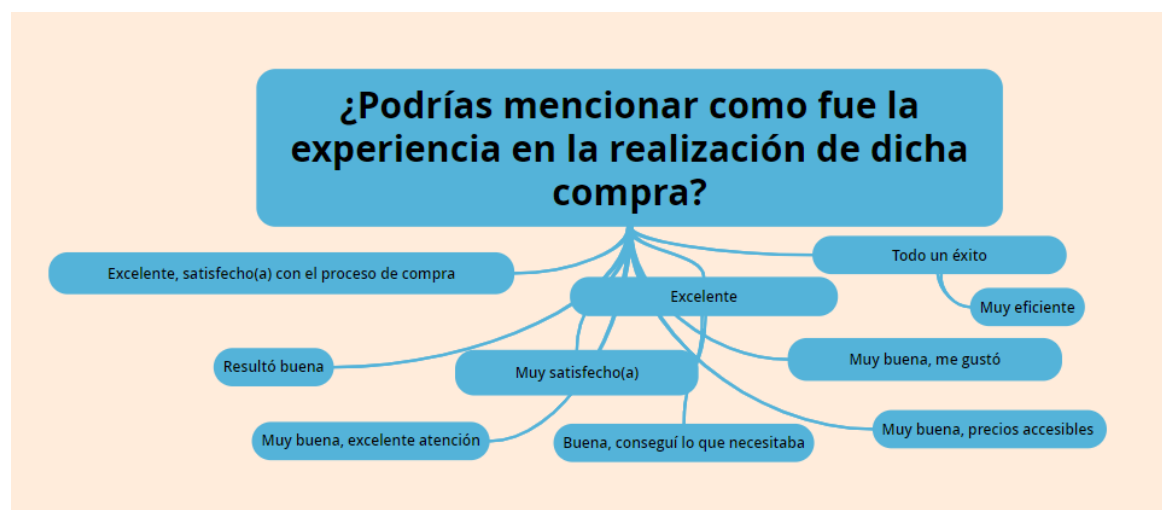 ¿Podrías mencionar como fue la
experiencia en la realización de dicha
compra?
Todo un éxito
Excelente, satisfecho(a) con el proceso de compra
Excelente
Muy eficiente
Muy buena, me gustó
Resultó buena
Muy satisfecho(a)
Muy buena, precios accesibles
Muy buena, excelente atención
Buena, conseguí lo que necesitaba